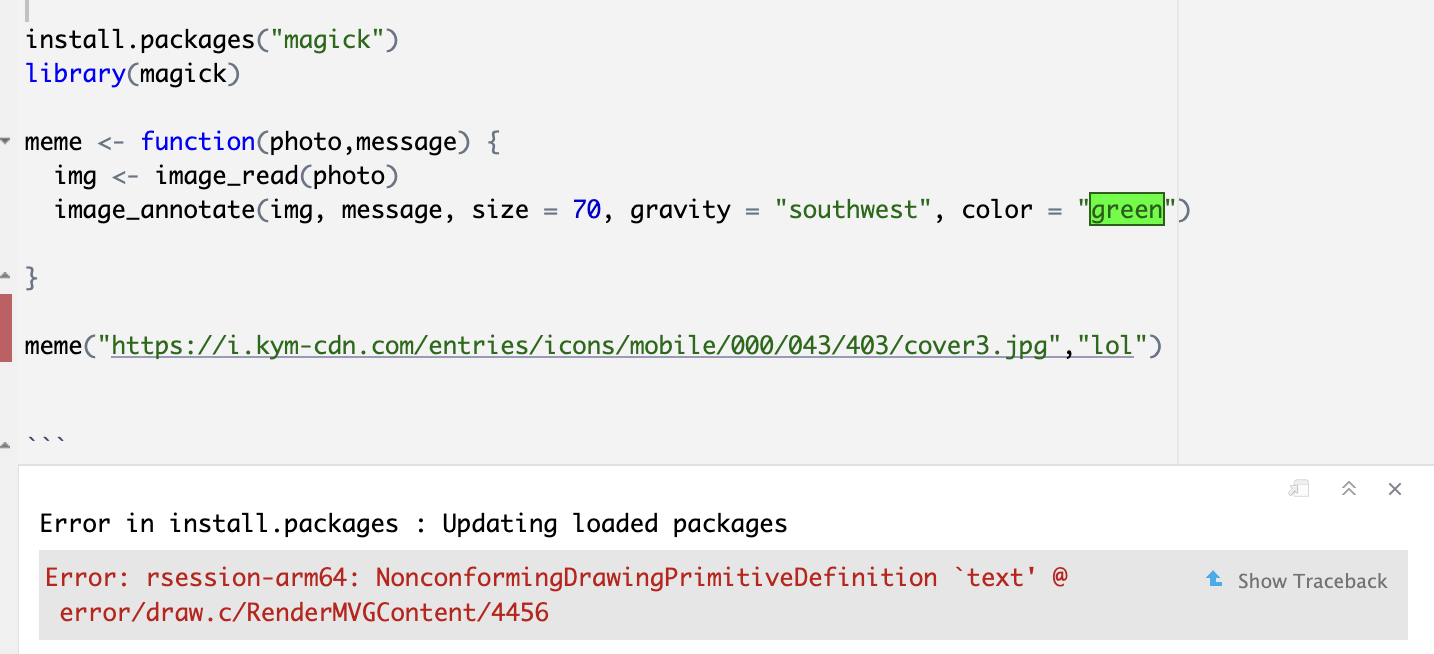 install.packages("magick")
library(magick)
meme <- function(photo,message) {
img <- image_read(photo)
image_annotate(img, message, size = 70, gravity = "southwest", color = "green")
}
meme("https://i.kym-cdn.com/entries/icons/mobile/000/043/403/cover3.jpg","lol")
```
Error in install.packages : Updating loaded packages
Error: rsession-arm64: NonconformingDrawingPrimitiveDefinition `text' @
error/draw.c/RenderMVGContent/4456
Show Traceback